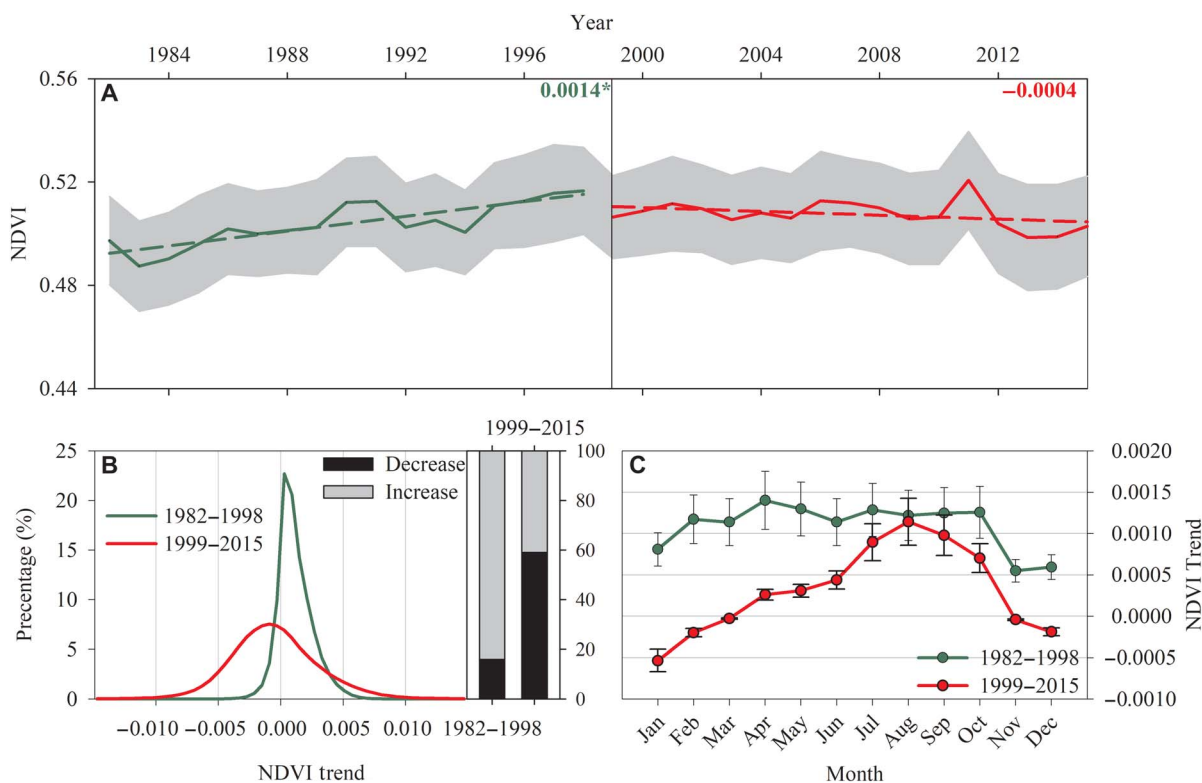 Year
1984 1988 1992 1996 2000 2004 2008 2012
A
0.0014*
−0.0004
0.56
0.52
0.48
0.44
NDVI
B
1999−2015
Decrease
Increase
1982−1998
1999−2015
25
20
15
10
5
0
Precentage (%)
100
80
60
40
20
0
−0.010 −0.005 0.000 0.005 0.010
1982−1998
NDVI trend
C
0.0020
0.0015
0.0010
0.0005
0.0000
−0.0005
−0.0010
NDVI Trend
1982−1998
1999−2015
Jan Feb Mar Apr May Jun Jul Aug Sep Oct Nov Dec
Month